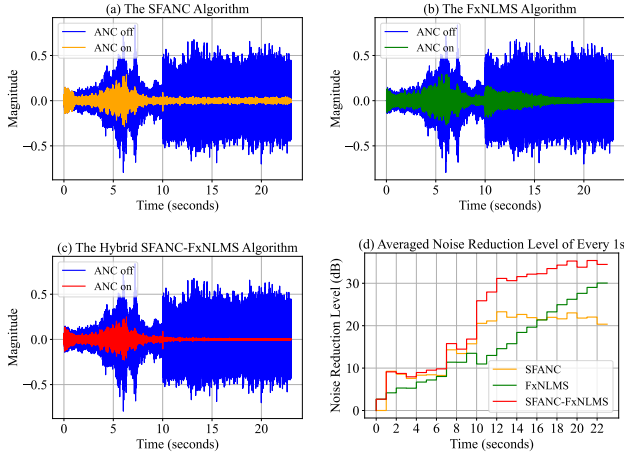 (a) The SFANC Algorithm
ANC off
ANC on
0.5
0.0
−0.5
Magnitude
0
5
10
15
20
Time (seconds)
(b) The FxNLMS Algorithm
ANC off
ANC on
0.5
0.0
−0.5
Magnitude
0
5
10
15
20
Time (seconds)
(c) The Hybrid SFANC-FxNLMS Algorithm
ANC off
ANC on
0.5
0.0
−0.5
Magnitude
0
5
10
15
20
Time (seconds)
(d) Averaged Noise Reduction Level of Every 1s
30
20
10
0
Noise Reduction Level (dB)
SFANC
FxNLMS
SFANC-FxNLMS
0 2 4 6 8 10 12 14 16 18 20 22
Time (seconds)